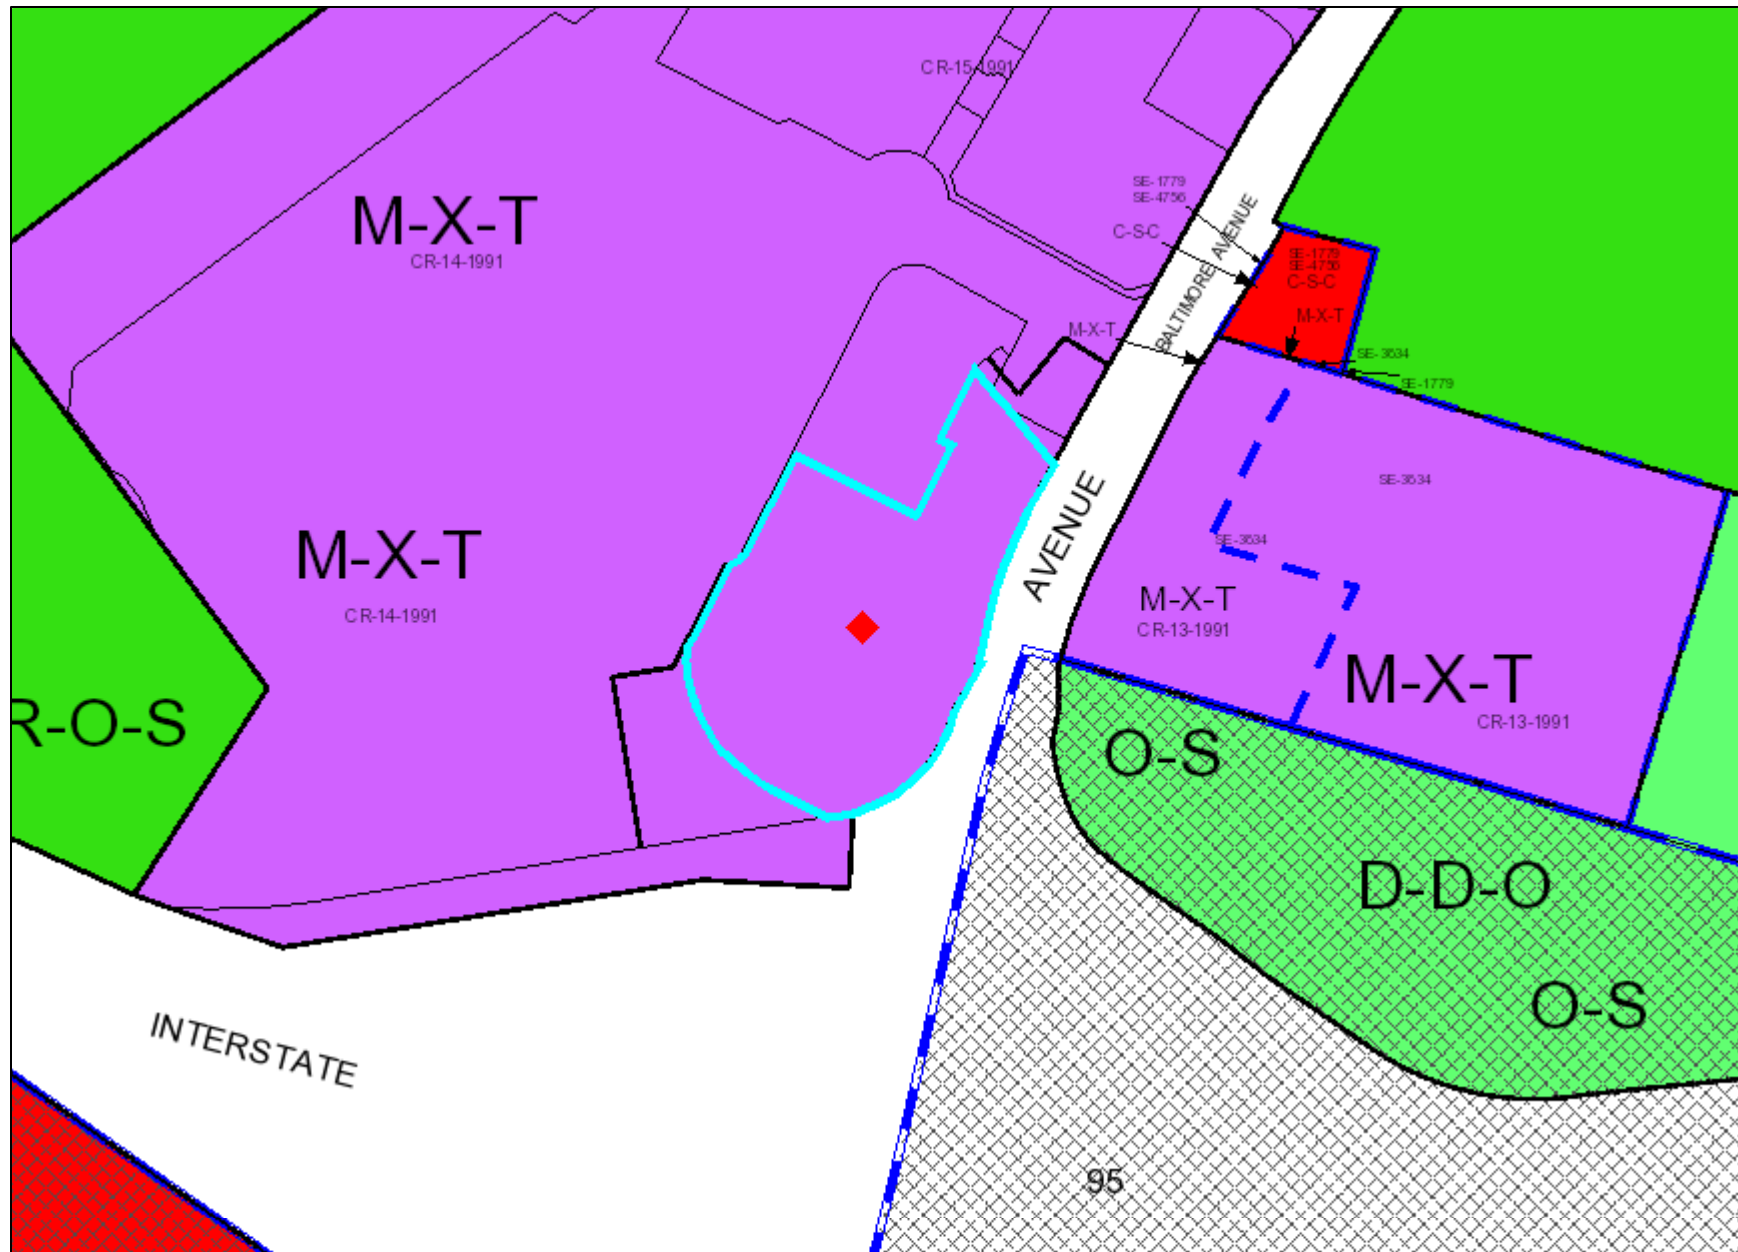 CR-15-1991
SE-1779
SE-4756
C-S-C
BALTIMORE AVENUE
M-X-T
CR-14-1991
SE-1779
SE-4756
C-S-C
M-X-T
M-X-T
SE-3634
SE-1779
SE-3634
AVENUE
SE-3634
M-X-T
CR-14-1991
M-X-T
CR-13-1991
M-X-T
CR-13-1991
R-O-S
O-S
D-D-O
O-S
INTERSTATE
95